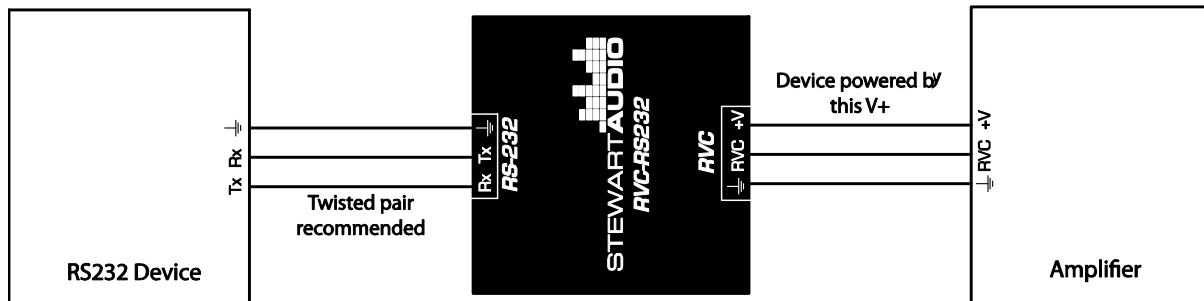 RS232 Device
Rx
Tx
Twisted pair
recommended
Tx
Rx
RS-232
STEWARTAUDIO
RVC-RS232
RVC
+V
RVC
Device powered by
this V+
+V
RVC
Amplifier